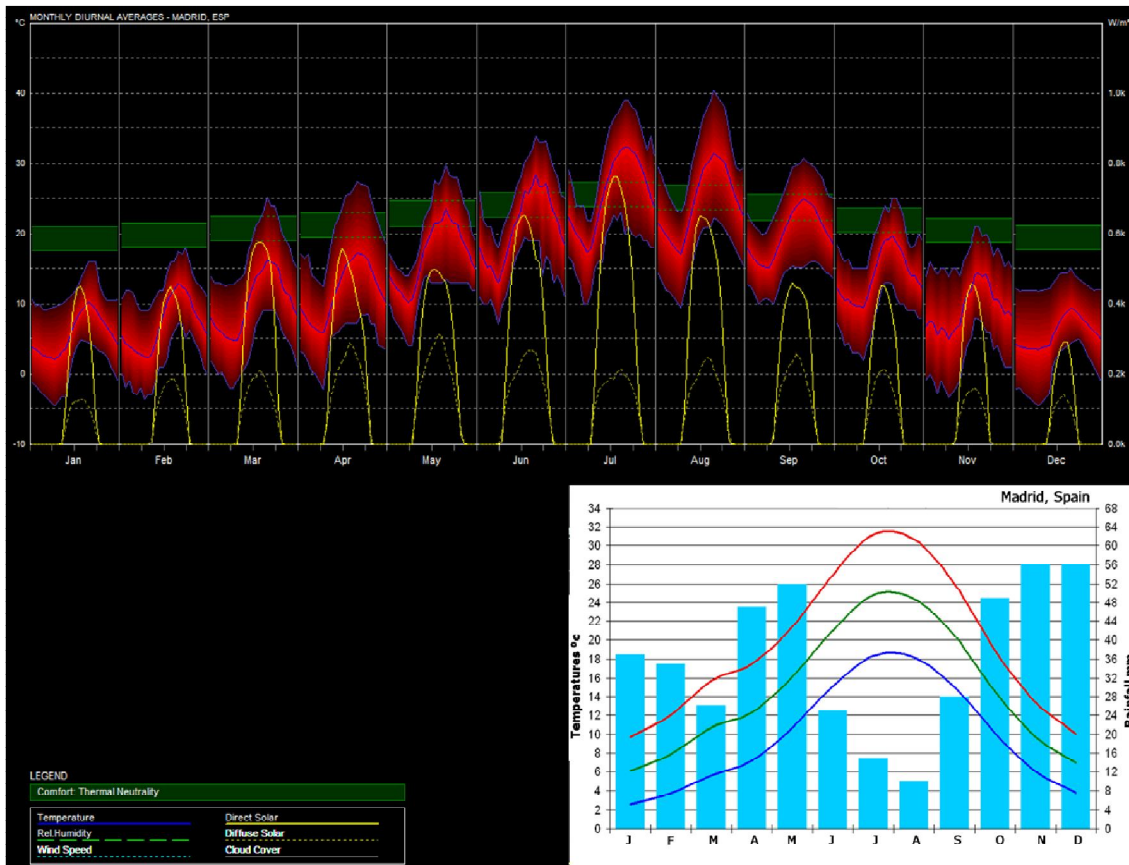 °C MONTHLY DIURNAL AVERAGES - MADRID, ESP W/m²
40 1.0k
30 0.8k
20 0.6k
10 0.4k
0 0.2k
-10 0.0k
Jan Feb Mar Apr May Jun Jul Aug Sep Oct Nov Dec
Madrid, Spain
34 68
32 64
30 60
28 56
26 52
24 48
22 44
20 40
18 36
16 32
14 28
12 24
10 20
8 16
6 12
4 8
2 4
0 0
Temperatures ºc
Rainfall mm
J F M A M J J A S O N D
LEGEND
Comfort: Thermal Neutrality
Temperature Direct Solar
Rel.Humidity Diffuse Solar
Wind Speed Cloud Cover